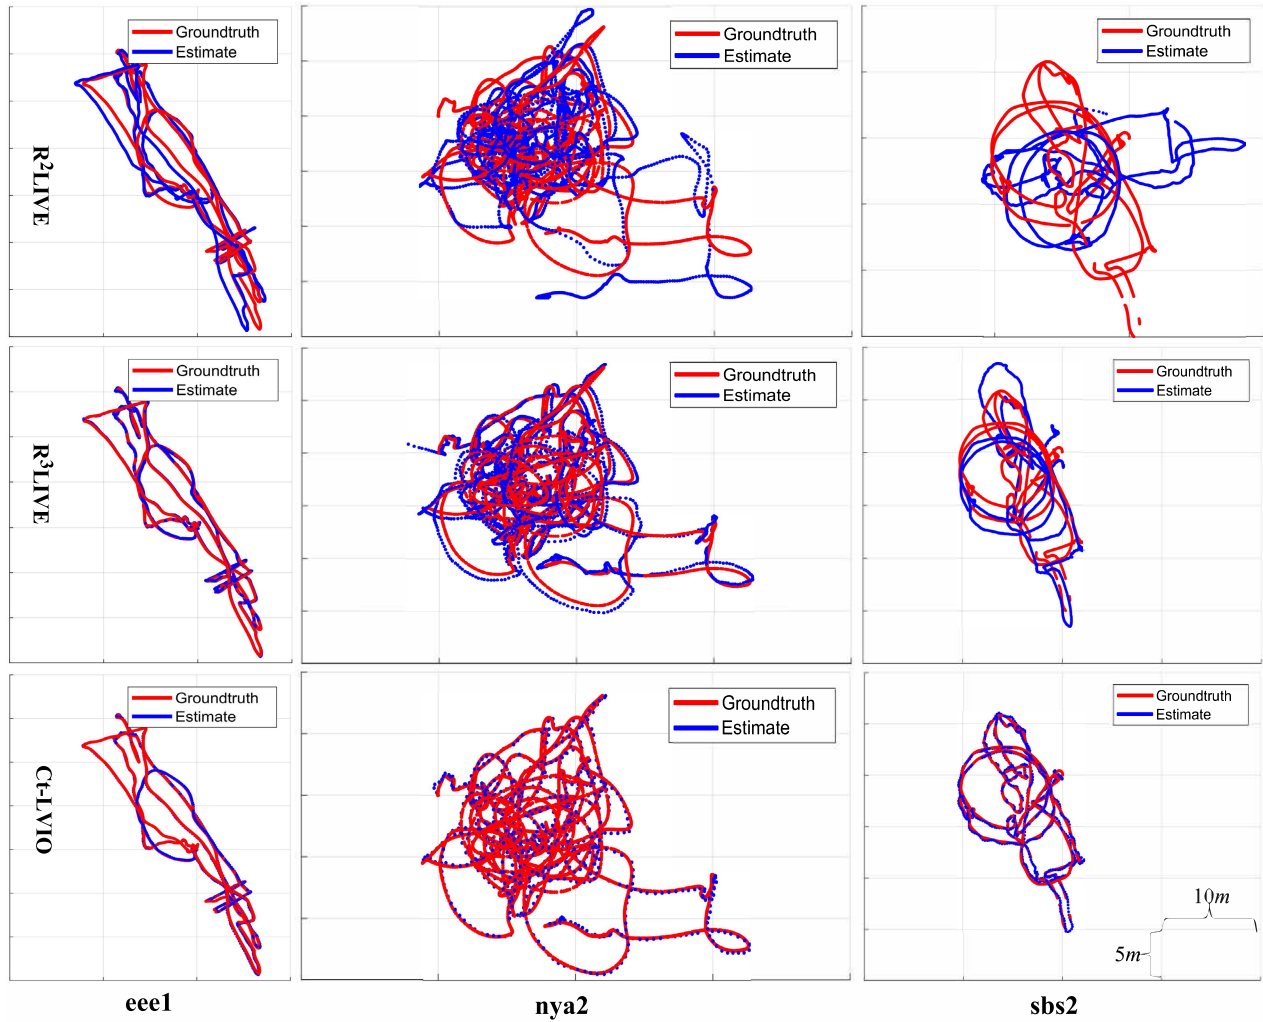 R²LIVE
Groundtruth
Estimate
Groundtruth
Estimate
Groundtruth
Estimate
R³LIVE
Groundtruth
Estimate
Groundtruth
Estimate
Groundtruth
Estimate
Ct-LVIO
Groundtruth
Estimate
Groundtruth
Estimate
Groundtruth
Estimate
10m
5m
eee1
nya2
sbs2